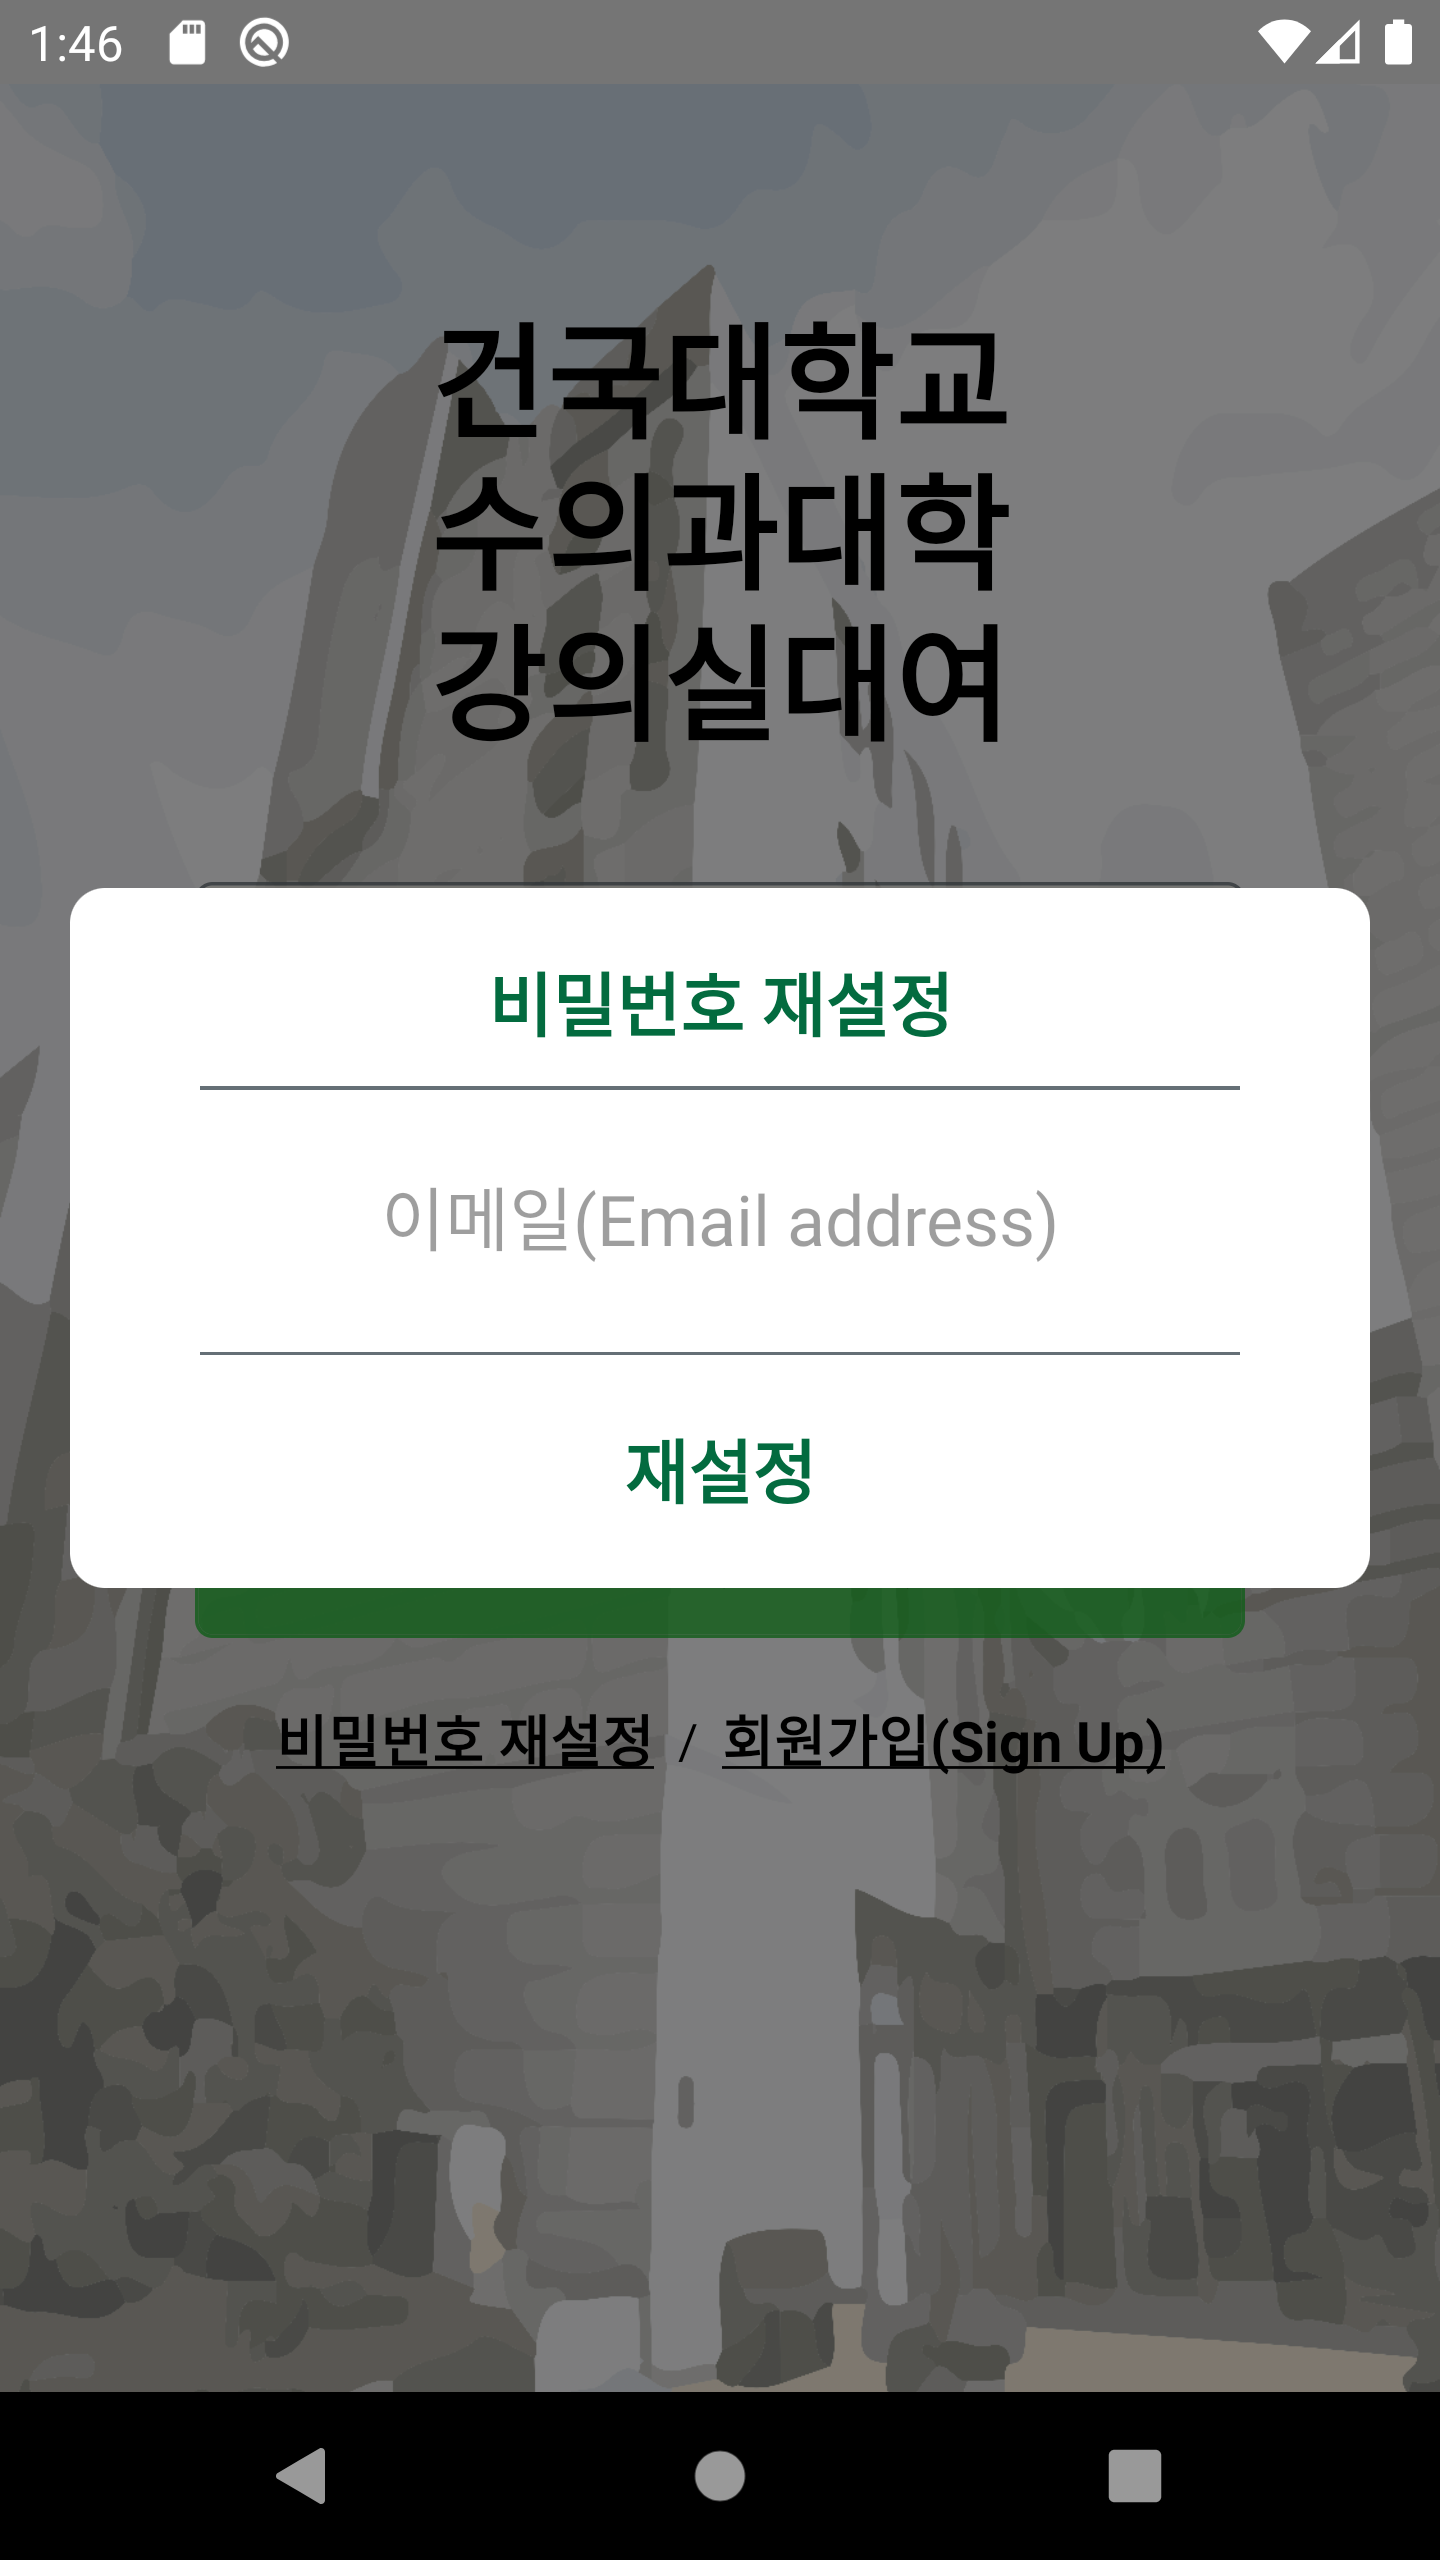 1:46
건국대학교
수의과대학
강의실대여
비밀번호 재설정
이메일(Email address)
재설정
비밀번호 재설정 / 회원가입(Sign Up)